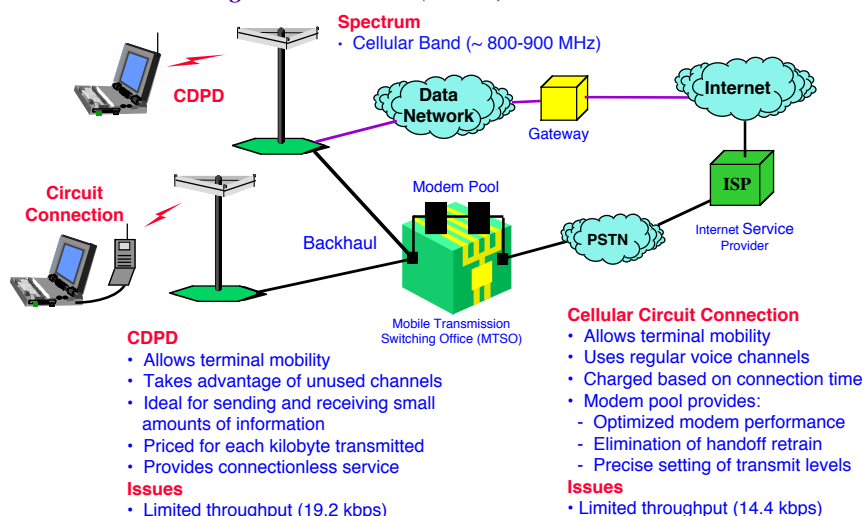 Spectrum
• Cellular Band (~ 800-900 MHz)
CDPD
Data
Network
Gateway
Internet
ISP
Internet Service
Provider
Circuit
Connection
Modem Pool
Backhaul
PSTN
Mobile Transmission
Switching Office (MTSO)
CDPD
• Allows terminal mobility
• Takes advantage of unused channels
• Ideal for sending and receiving small
amounts of information
• Priced for each kilobyte transmitted
• Provides connectionless service
Issues
• Limited throughput (19.2 kbps)
Cellular Circuit Connection
• Allows terminal mobility
• Uses regular voice channels
• Charged based on connection time
• Modem pool provides:
- Optimized modem performance
- Elimination of handoff retrain
- Precise setting of transmit levels
Issues
• Limited throughput (14.4 kbps)